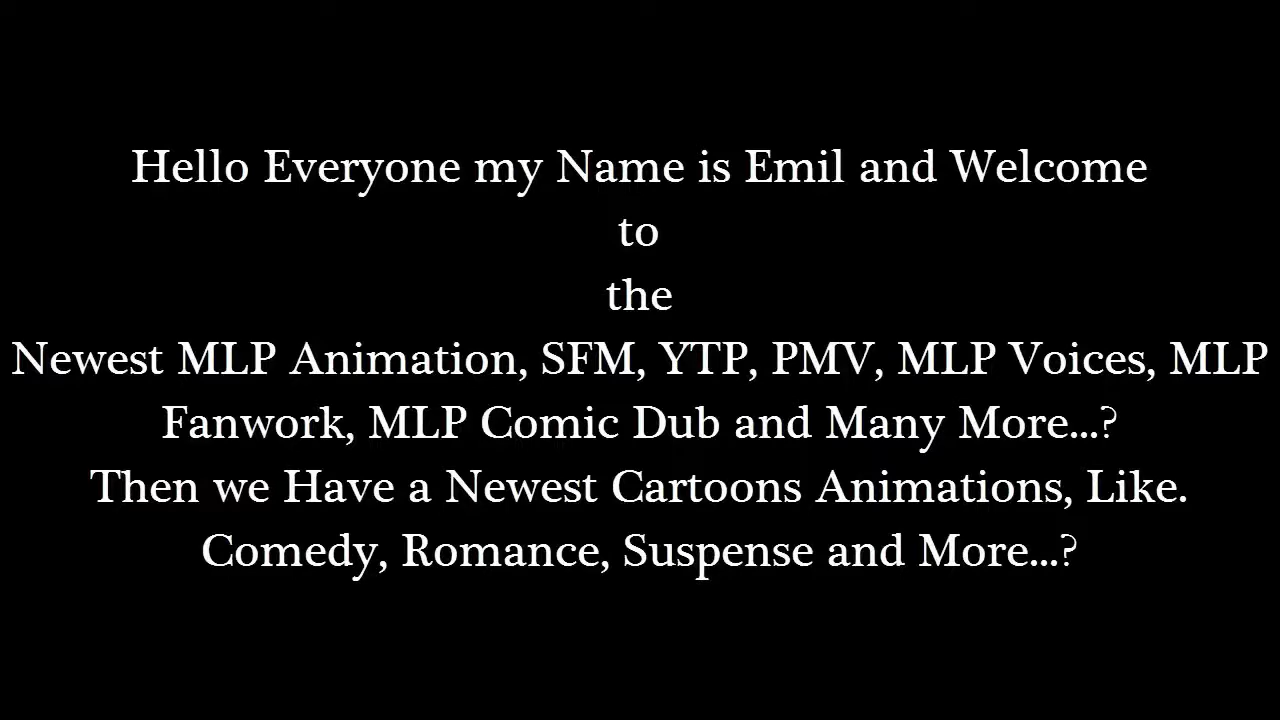 Hello Everyone my Name is Emil and Welcome
to
the
Newest MLP Animation, SFM, YTP, PMV, MLP Voices, MLP
Fanwork, MLP Comic Dub and Many More...?
Then we Have a Newest Cartoons Animations, Like.
Comedy, Romance, Suspense and More...?